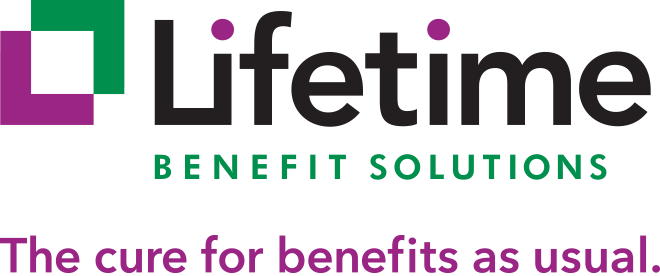 Lifetime
BENEFIT SOLUTIONS
The cure for benefits as usual.